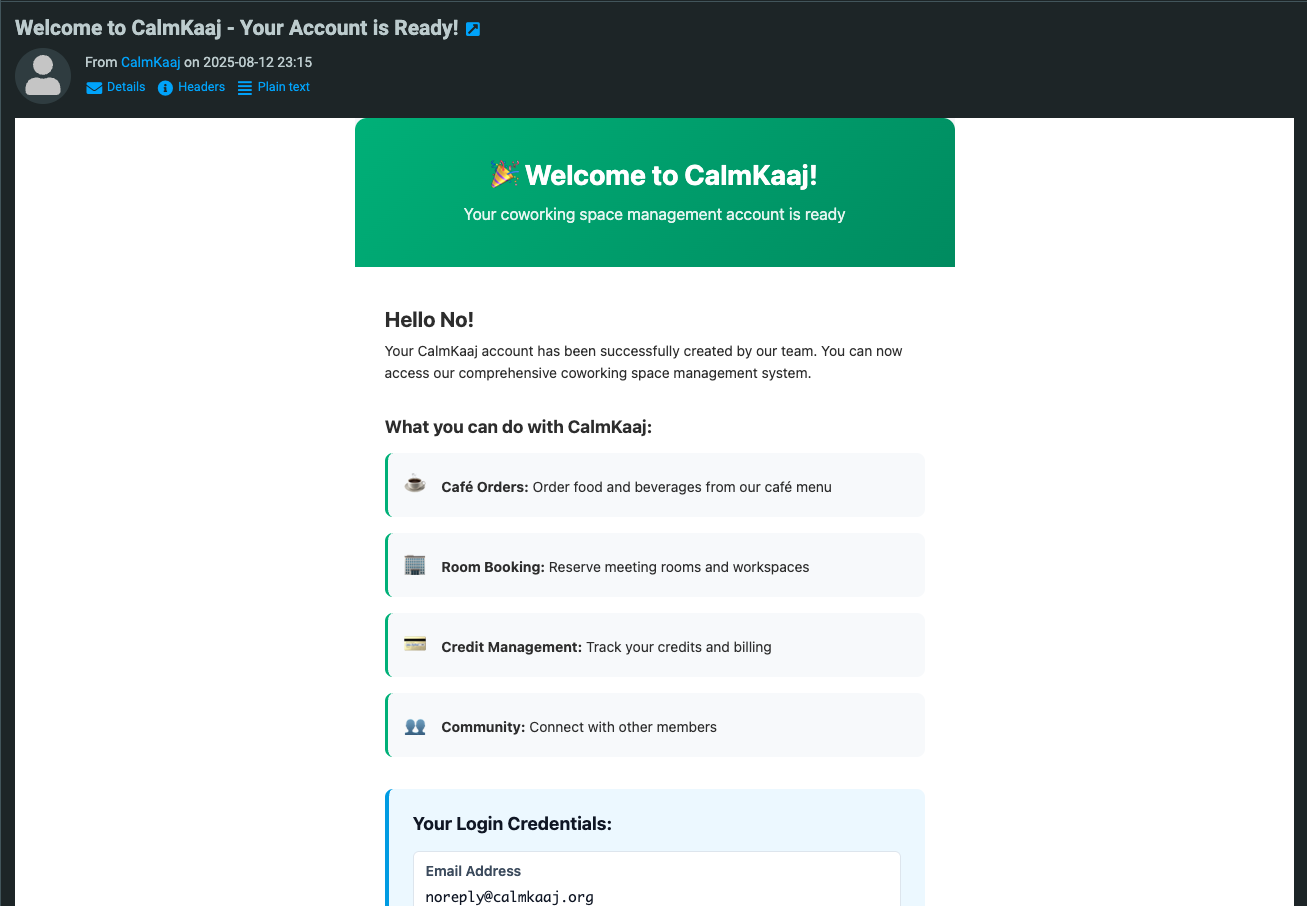 Welcome to CalmKaaj - Your Account is Ready!
From CalmKaaj on 2025-08-12 23:15
Details Headers Plain text
🎉 Welcome to CalmKaaj!
Your coworking space management account is ready
Hello No!
Your CalmKaaj account has been successfully created by our team. You can now
access our comprehensive coworking space management system.
What you can do with CalmKaaj:
☕ Café Orders: Order food and beverages from our café menu
🏢 Room Booking: Reserve meeting rooms and workspaces
💳 Credit Management: Track your credits and billing
👥 Community: Connect with other members
Your Login Credentials:
Email Address
noreply@calmkaaj.org